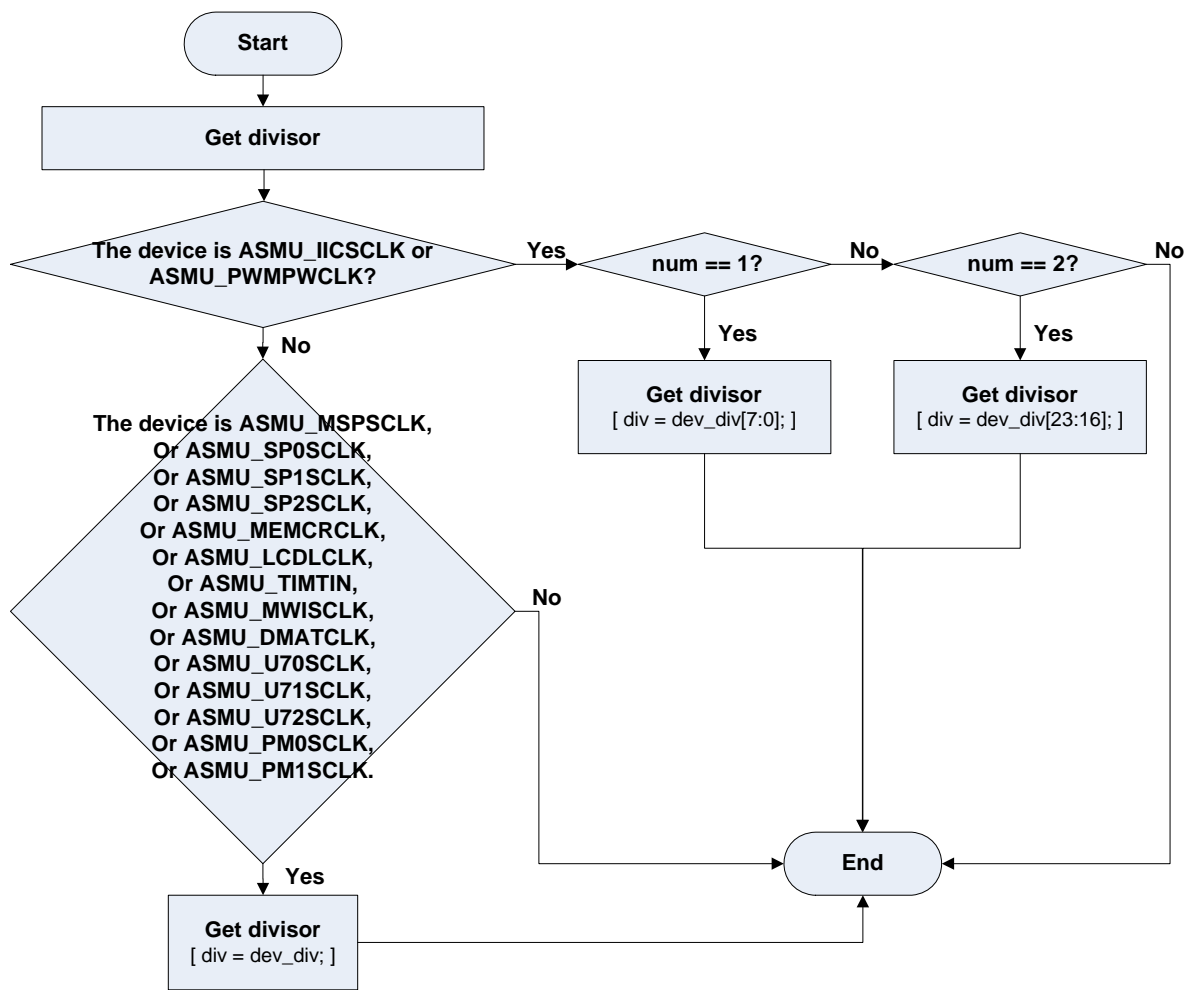 Start
Get divisor
The device is ASMU_IICSCLK or
ASMU_PWMPWCLK?
Yes
num == 1?
No
num == 2?
No
No
Yes
Yes
Get divisor
[ div = dev_div[7:0]; ]
Get divisor
[ div = dev_div[23:16]; ]
The device is ASMU_MSPSCLK,
Or ASMU_SP0SCLK,
Or ASMU_SP1SCLK,
Or ASMU_SP2SCLK,
Or ASMU_MEMCRCLK,
Or ASMU_LCDLCLK,
Or ASMU_TIMTIN,
Or ASMU_MWISCLK,
Or ASMU_DMATCLK,
Or ASMU_U70SCLK,
Or ASMU_U71SCLK,
Or ASMU_U72SCLK,
Or ASMU_PM0SCLK,
Or ASMU_PM1SCLK.
No
Yes
End
Get divisor
[ div = dev_div; ]